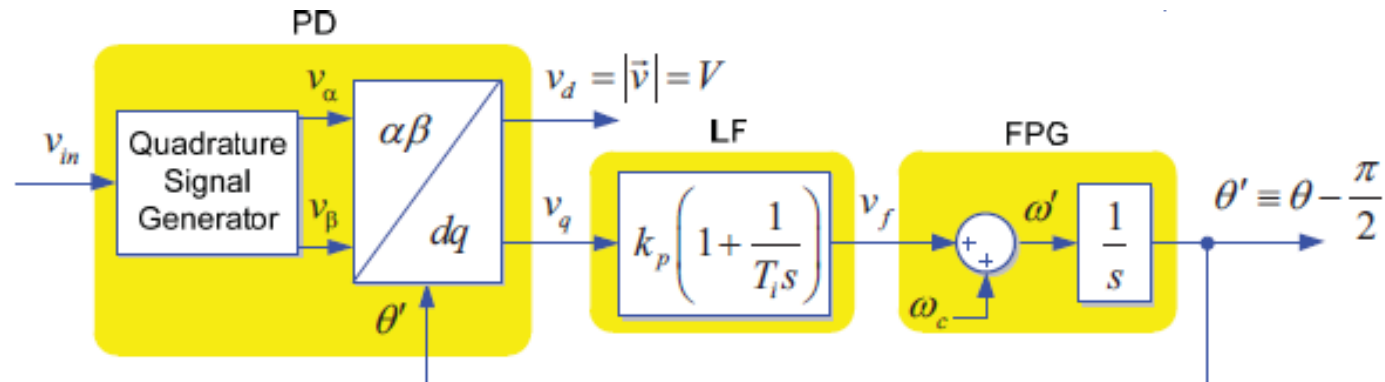 PD
v_in
Quadrature
Signal
Generator
v_α
v_β
αβ
dq
θ'
v_d = |v⃗| = V
v_q
LF
k_p(1 + 1/(T_i s))
v_f
FPG
ω_c
ω'
1/s
θ' ≡ θ - π/2